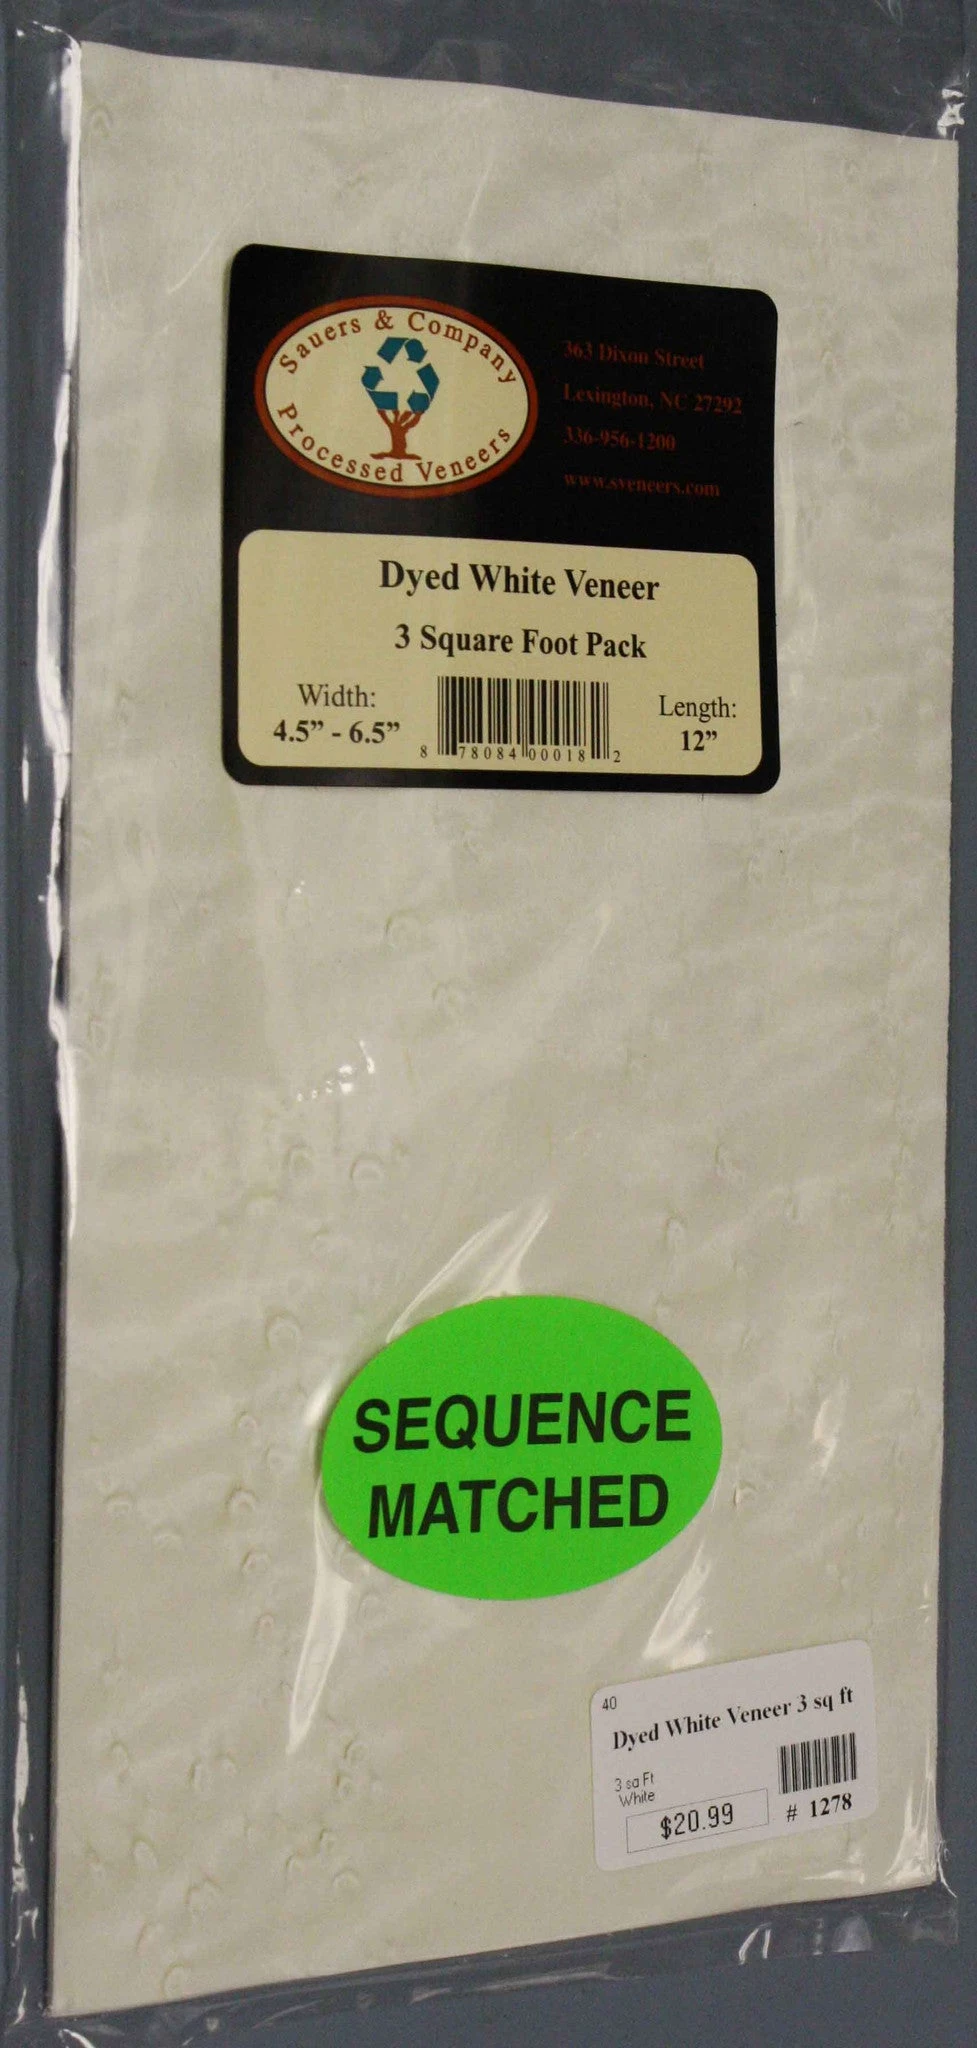 Sauers & Company
Processed Veneers
363 Dixon Street
Lexington, NC 27292
336-956-1200
www.sveneers.com
Dyed White Veneer
3 Square Foot Pack
Width:
4.5” - 6.5”
8 78084 00018 2
Length:
12”
SEQUENCE
MATCHED
40
Dyed White Veneer 3 sq ft
3 sq Ft
White
$20.99
# 1278